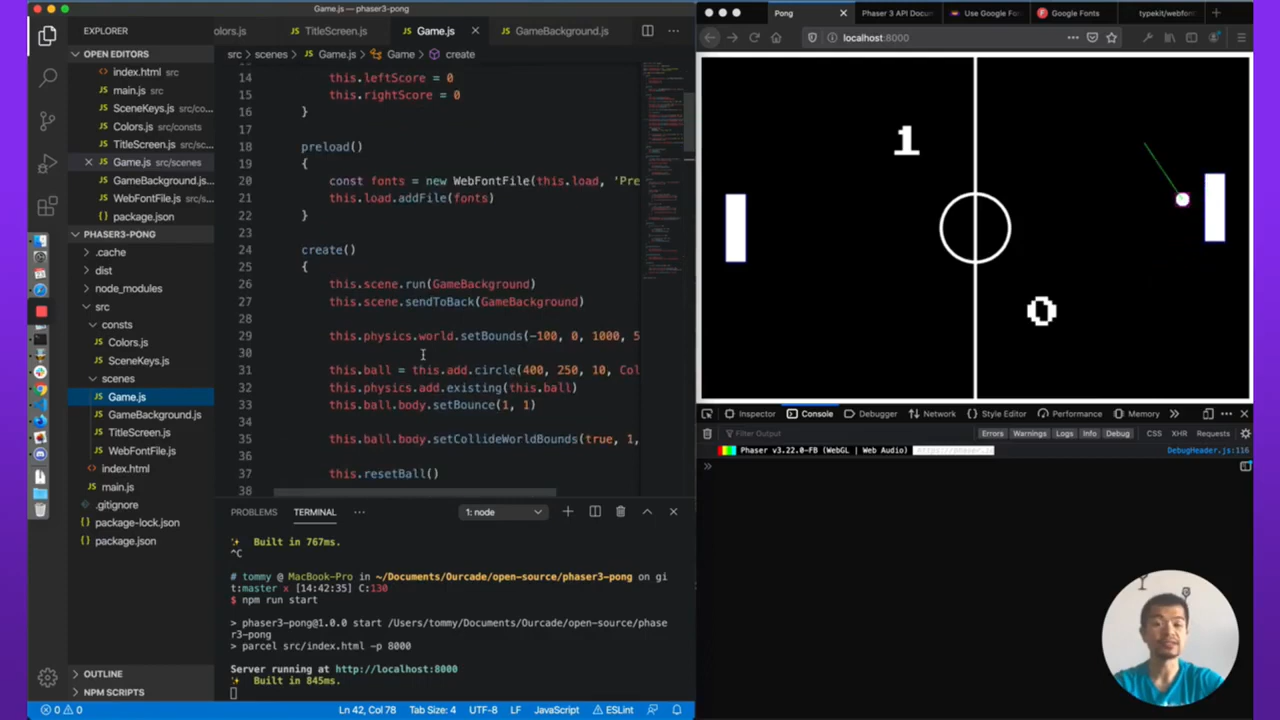 Game.js — phaser3-pong
EXPLORER
OPEN EDITORS
index.html src
main.js src
SceneKeys.js src/co...
Colors.js src/consts
TitleScreen.js src/sc...
Game.js src/scenes
GameBackground.js...
WebFontFile.js src/s...
package.json
PHASER3-PONG
.cache
dist
node_modules
src
consts
Colors.js
SceneKeys.js
scenes
Game.js
GameBackground.js
TitleScreen.js
WebFontFile.js
index.html
main.js
.gitignore
package-lock.json
package.json
OUTLINE
NPM SCRIPTS
olors.js
TitleScreen.js
Game.js
GameBackground.js
src > scenes > Game.js > Game > create
14 this.leftScore = 0
15 this.rightScore = 0
16 }
17
18 preload()
19 {
20 const fonts = new WebFontFile(this.load, 'Pre
21 this.load.addFile(fonts)
22 }
23
24 create()
25 {
26 this.scene.run(GameBackground)
27 this.scene.sendToBack(GameBackground)
28
29 this.physics.world.setBounds(-100, 0, 1000, 5
30
31 this.ball = this.add.circle(400, 250, 10, Col
32 this.physics.add.existing(this.ball)
33 this.ball.body.setBounce(1, 1)
34
35 this.ball.body.setCollideWorldBounds(true, 1,
36
37 this.resetBall()
38
PROBLEMS TERMINAL ... 1: node
Built in 767ms.
^C
# tommy @ MacBook-Pro in ~/Documents/Ourcade/open-source/phaser3-pong on gi
t:master x [14:42:35] C:130
$ npm run start
> phaser3-pong@1.0.0 start /Users/tommy/Documents/Ourcade/open-source/phase
r3-pong
> parcel src/index.html -p 8000
Server running at http://localhost:8000
Built in 845ms.
0 0 Ln 42, Col 78 Tab Size: 4 UTF-8 LF JavaScript ESLint
Pong
Phaser 3 API Docu
Use Google Fon
Google Fonts
typekit/webfon
localhost:8000
1
0
Inspector Console Debugger Network Style Editor Performance Memory
Filter Output Errors Warnings Logs Info Debug CSS XHR Requests
Phaser v3.22.0-FB (WebGL | Web Audio) DebugHeader.js:116